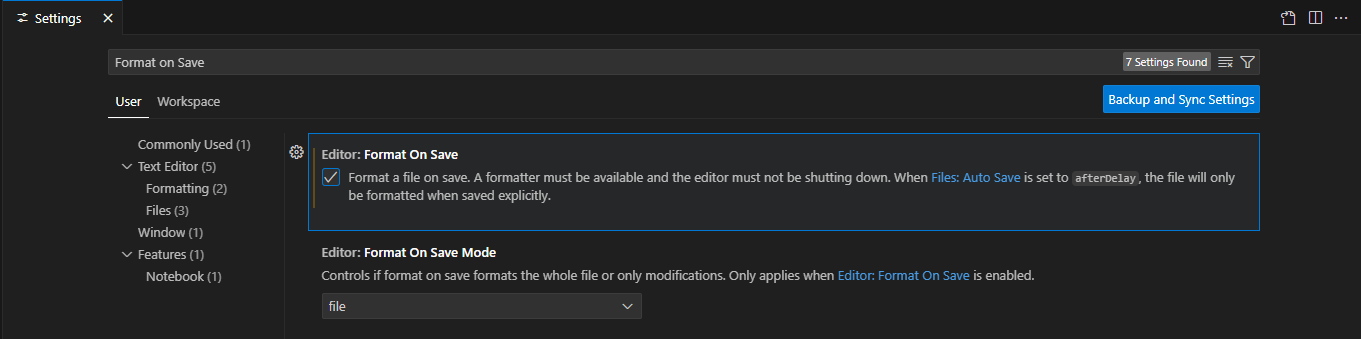 Settings
Format on Save
7 Settings Found
User Workspace
Backup and Sync Settings
Commonly Used (1)
Text Editor (5)
Formatting (2)
Files (3)
Window (1)
Features (1)
Notebook (1)
Editor: Format On Save
Format a file on save. A formatter must be available and the editor must not be shutting down. When Files: Auto Save is set to afterDelay, the file will only
be formatted when saved explicitly.
Editor: Format On Save Mode
Controls if format on save formats the whole file or only modifications. Only applies when Editor: Format On Save is enabled.
file